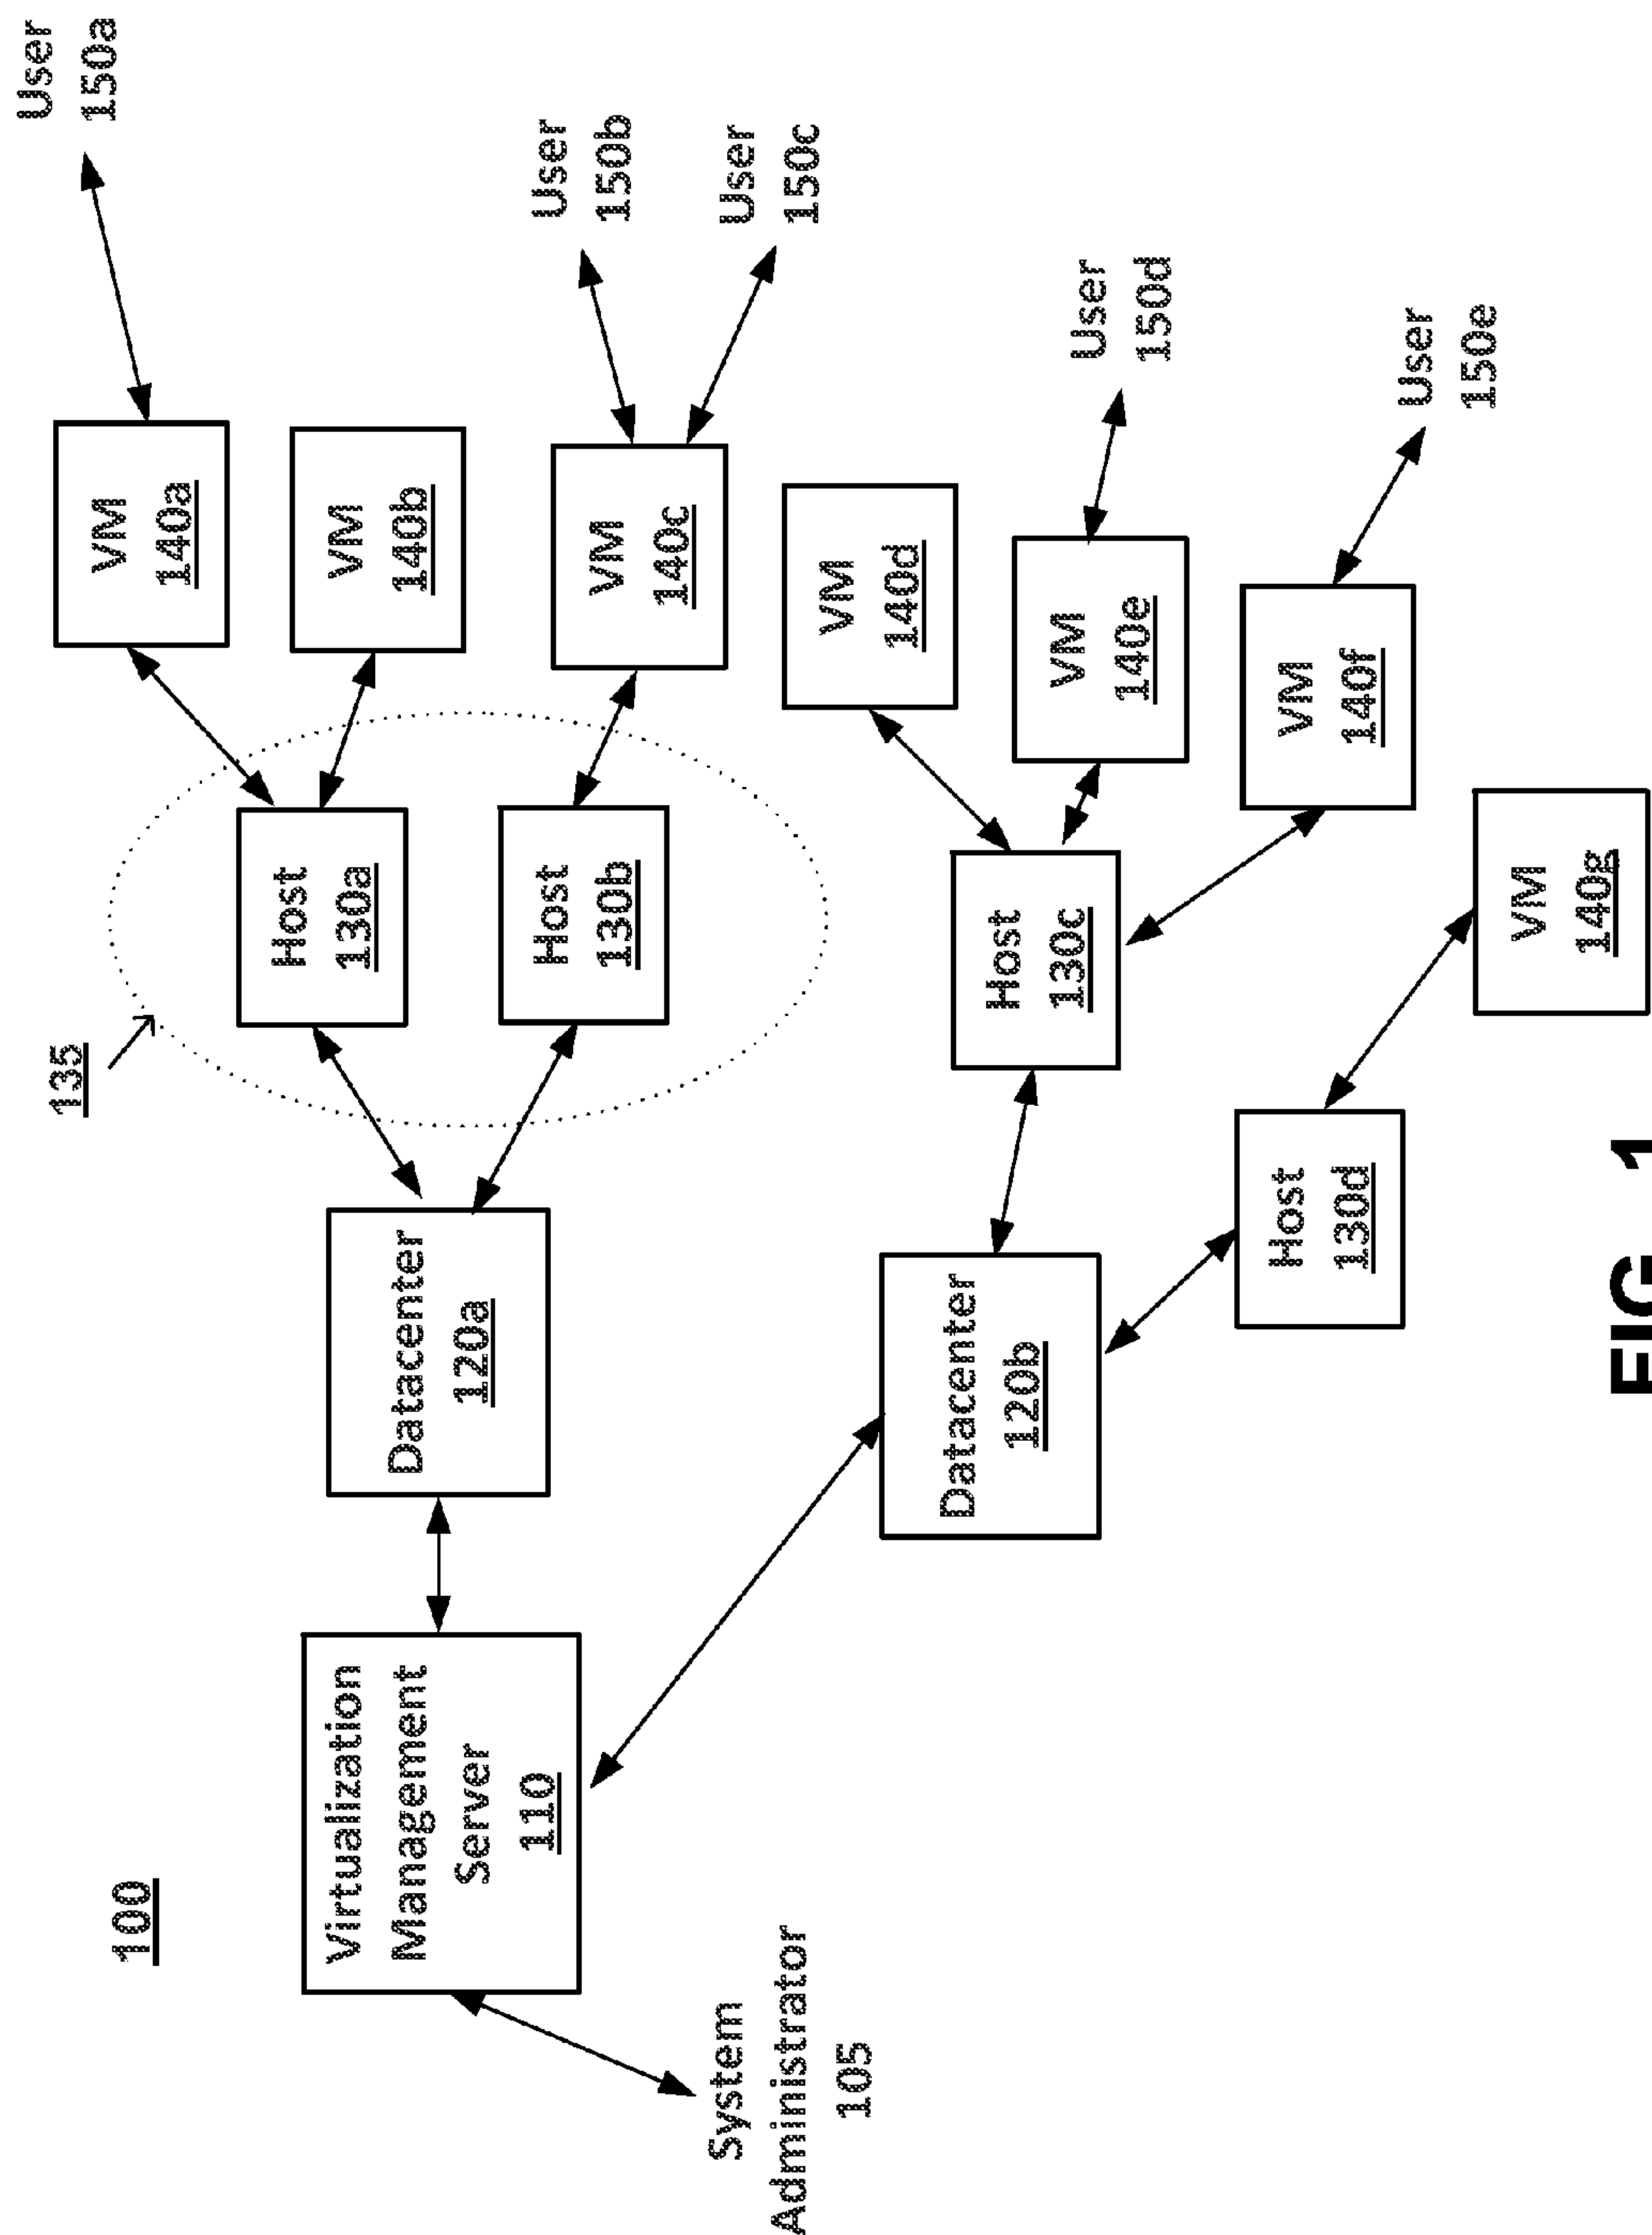 100
System
Administrator
105
Virtualization
Management
Server
110
Datacenter
120a
Datacenter
120b
135
Host
130a
Host
130b
Host
130c
Host
130d
VM
140a
VM
140b
VM
140c
VM
140d
VM
140e
VM
140f
VM
140g
User
150a
User
150b
User
150c
User
150d
User
150e
FIG. 1